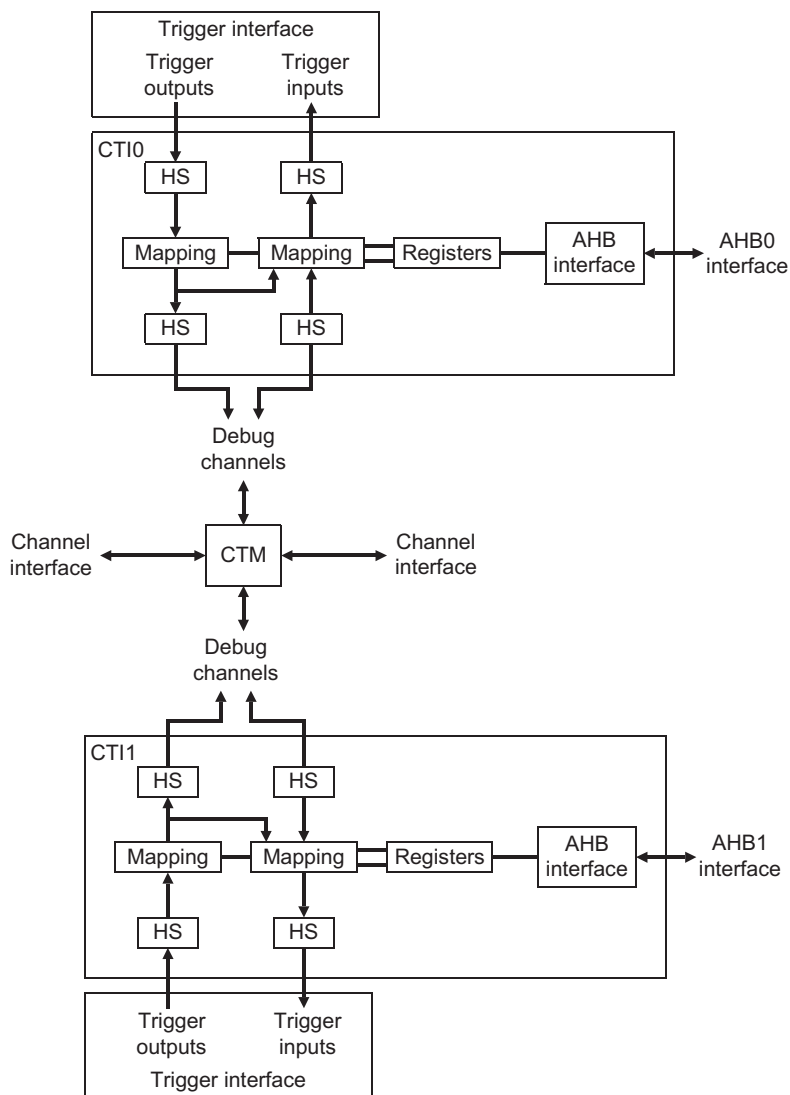 Trigger interface
Trigger
outputs
Trigger
inputs
CTI0
HS
HS
Mapping
Mapping
Registers
AHB
interface
AHB0
interface
HS
HS
Debug
channels
Channel
interface
CTM
Channel
interface
Debug
channels
CTI1
HS
HS
Mapping
Mapping
Registers
AHB
interface
AHB1
interface
HS
HS
Trigger
outputs
Trigger
inputs
Trigger interface